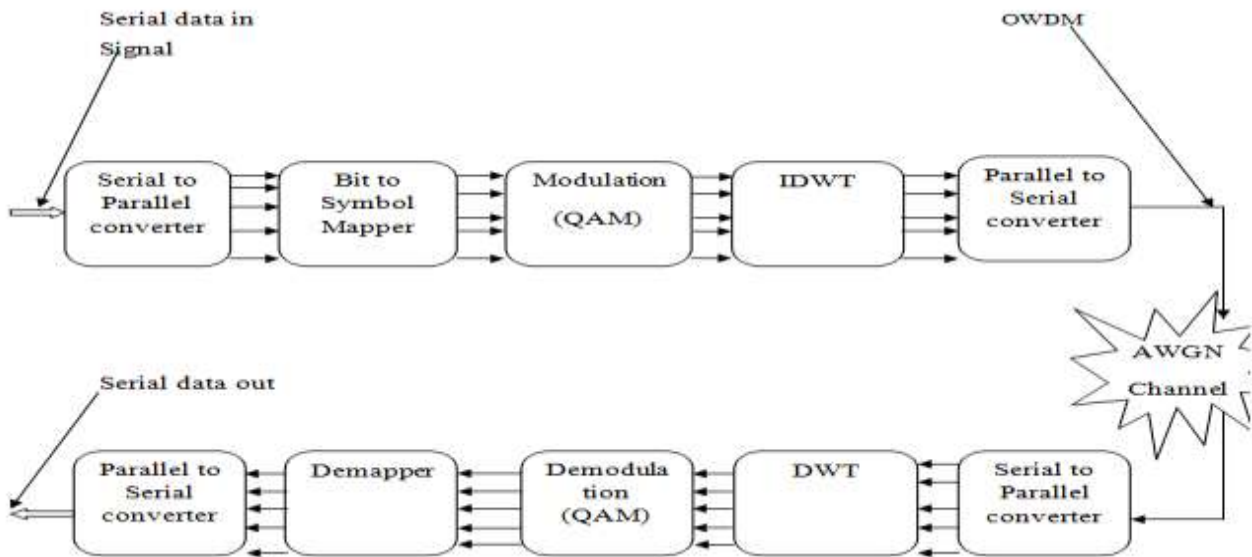 Serial data in
Signal
OWDM
Serial to
Parallel
converter
Bit to
Symbol
Mapper
Modulation
(QAM)
IDWT
Parallel to
Serial
converter
AWGN
Channel
Serial data out
Parallel to
Serial
converter
Demapper
Demodula
tion
(QAM)
DWT
Serial to
Parallel
converter